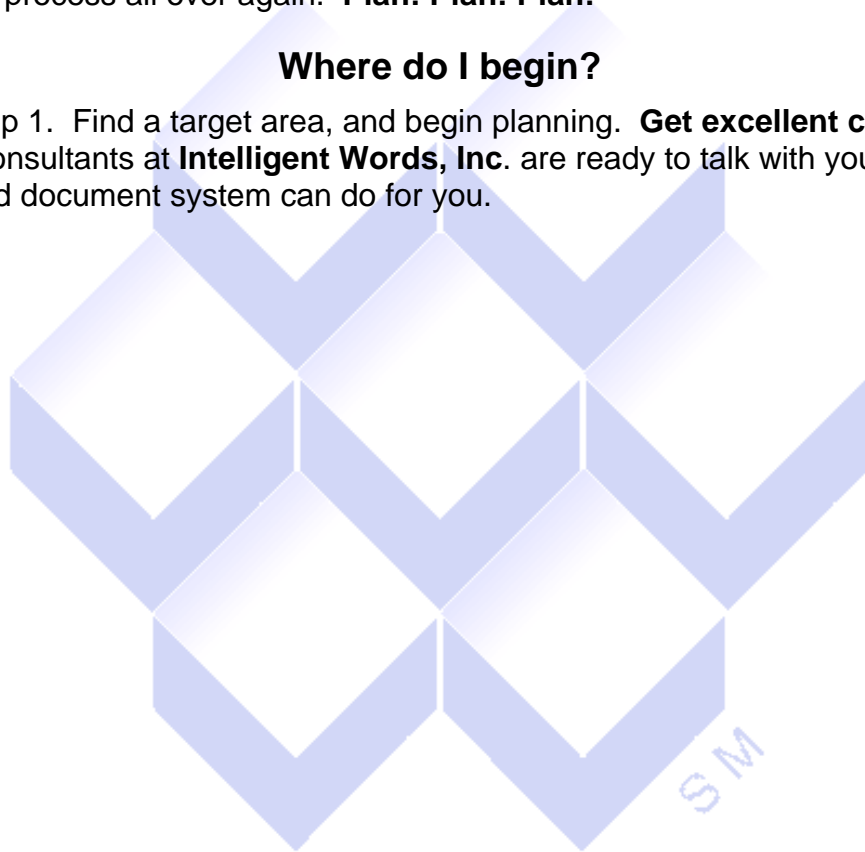 process all over again. Plan. Plan. Plan.
Where do I begin?
p 1. Find a target area, and begin planning. Get excellent c
onsultants at Intelligent Words, Inc. are ready to talk with you
d document system can do for you.
SM